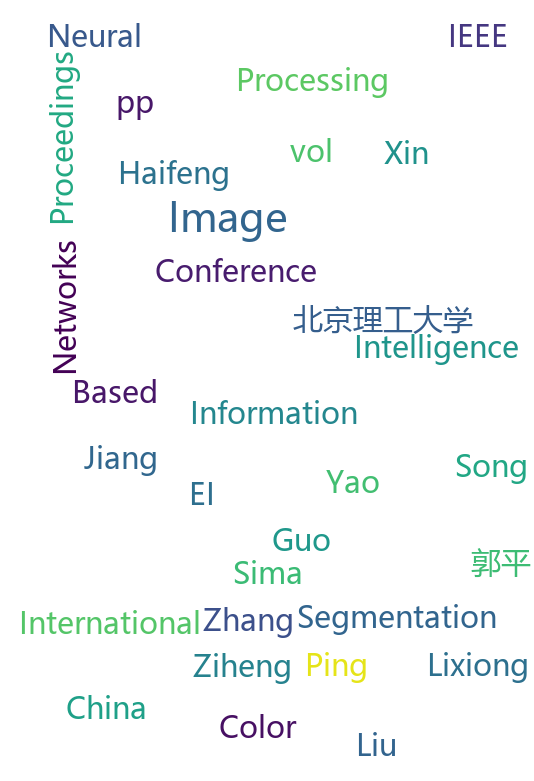 Neural
IEEE
Proceedings
Processing
pp
vol
Xin
Haifeng
Image
Networks
Conference
北京理工大学
Intelligence
Based
Information
Jiang
Song
Yao
EI
Guo
郭平
Sima
International
Zhang
Segmentation
Ziheng
Ping
Lixiong
China
Color
Liu